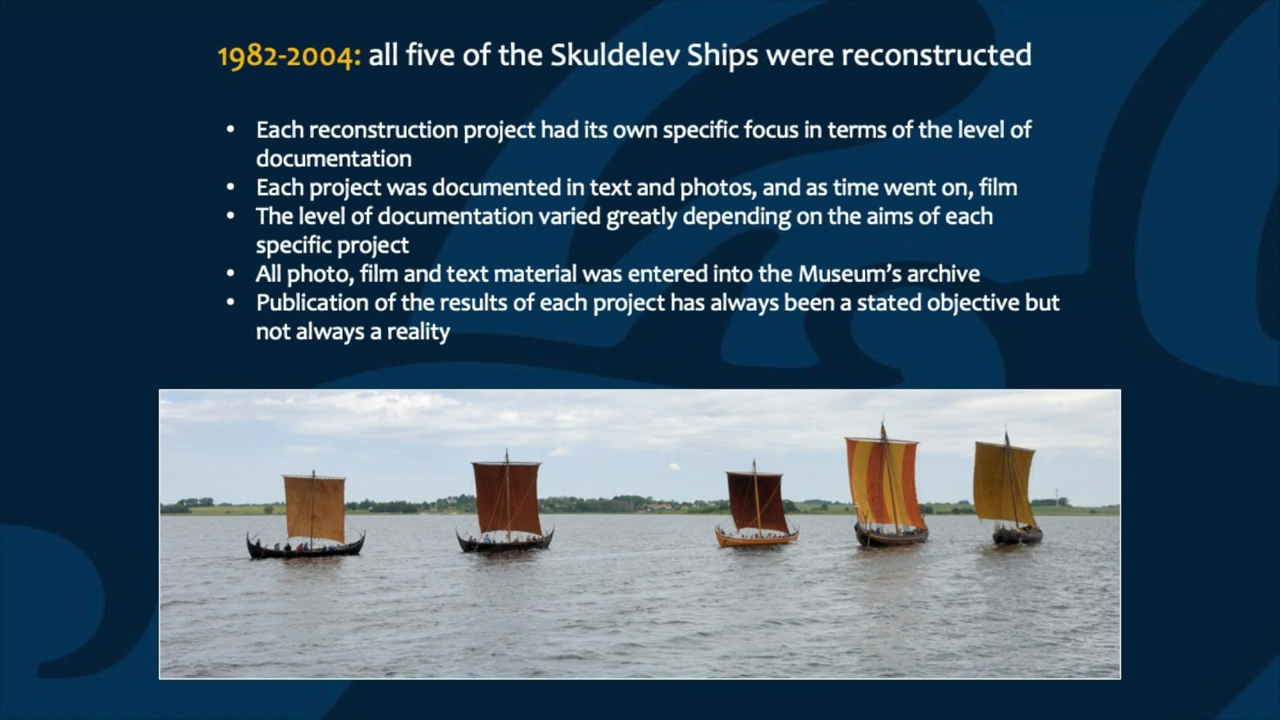 1982-2004: all five of the Skuldelev Ships were reconstructed
• Each reconstruction project had its own specific focus in terms of the level of
documentation
• Each project was documented in text and photos, and as time went on, film
• The level of documentation varied greatly depending on the aims of each
specific project
• All photo, film and text material was entered into the Museum’s archive
• Publication of the results of each project has always been a stated objective but
not always a reality